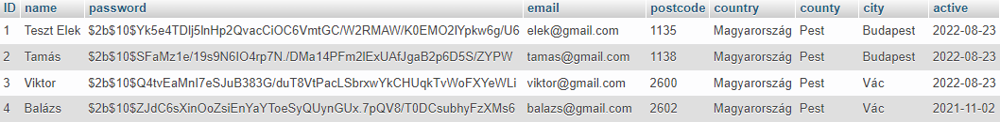 ID name password email postcode country county city active
1 Teszt Elek $2b$10$Yk5e4TDlj5lnHp2QvacCiOC6VmtGC/W2RMAW/K0EMO2lYpkw6g/U6 elek@gmail.com 1135 Magyarország Pest Budapest 2022-08-23
2 Tamás $2b$10$SFaMz1e/19s9N6IO4rp7N./DMa14PFm2lExUAfJgaB2p6D5S/ZYPW tamas@gmail.com 1138 Magyarország Pest Budapest 2022-08-23
3 Viktor $2b$10$Q4tvEaMnI7eSJuB383G/duT8VtPacLSbrxwYkCHUqkTvWoFXYeWLi viktor@gmail.com 2600 Magyarország Pest Vác 2022-08-23
4 Balázs $2b$10$ZJdC6sXinOoZsiEnYaYToeSyQUynGUx.7pQV8/T0DCsubhyFzXMs6 balazs@gmail.com 2602 Magyarország Pest Vác 2021-11-02